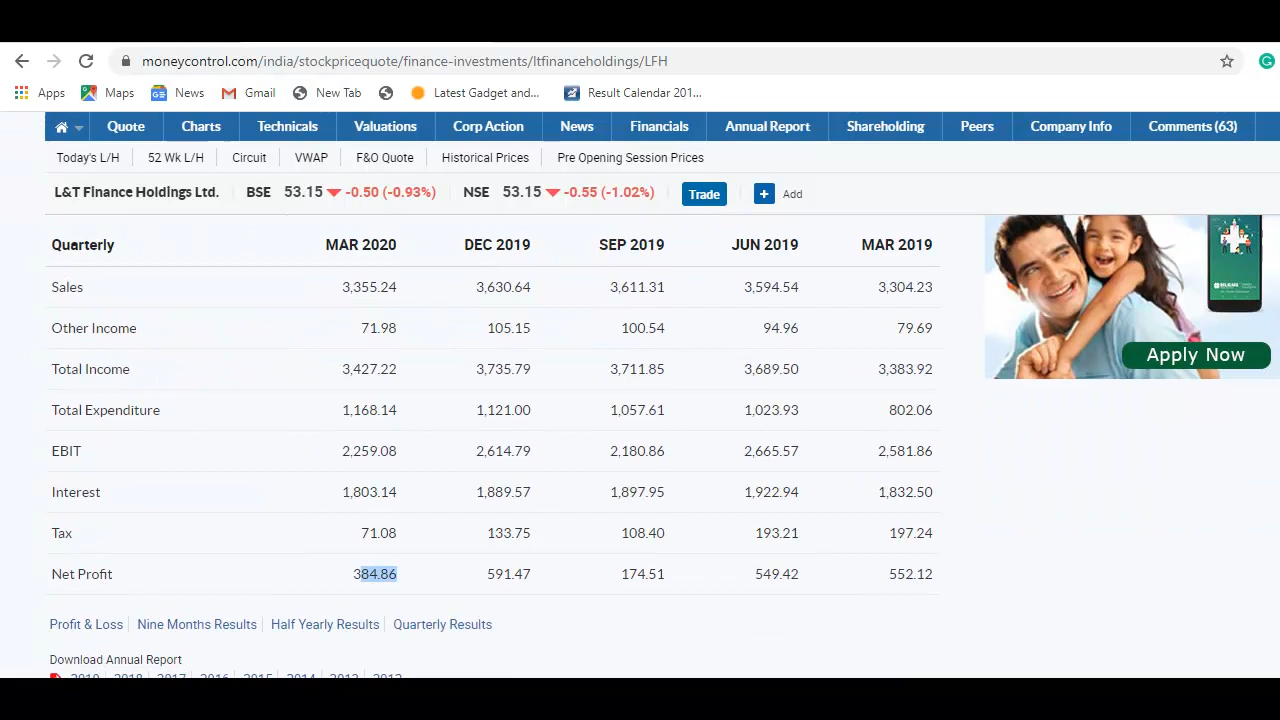 moneycontrol.com/india/stockpricequote/finance-investments/ltfinanceholdings/LFH
Apps Maps News Gmail New Tab Latest Gadget and... Result Calendar 201...
Quote Charts Technicals Valuations Corp Action News Financials Annual Report Shareholding Peers Company Info Comments (63)
Today's L/H 52 Wk L/H Circuit VWAP F&O Quote Historical Prices Pre Opening Session Prices
L&T Finance Holdings Ltd. BSE 53.15 -0.50 (-0.93%) NSE 53.15 -0.55 (-1.02%) Trade + Add
Quarterly MAR 2020 DEC 2019 SEP 2019 JUN 2019 MAR 2019
Sales 3,355.24 3,630.64 3,611.31 3,594.54 3,304.23
Other Income 71.98 105.15 100.54 94.96 79.69
Total Income 3,427.22 3,735.79 3,711.85 3,689.50 3,383.92
Total Expenditure 1,168.14 1,121.00 1,057.61 1,023.93 802.06
EBIT 2,259.08 2,614.79 2,180.86 2,665.57 2,581.86
Interest 1,803.14 1,889.57 1,897.95 1,922.94 1,832.50
Tax 71.08 133.75 108.40 193.21 197.24
Net Profit 384.86 591.47 174.51 549.42 552.12
Apply Now
Profit & Loss Nine Months Results Half Yearly Results Quarterly Results
Download Annual Report
2019 2018 2017 2016 2015 2014 2013 2012